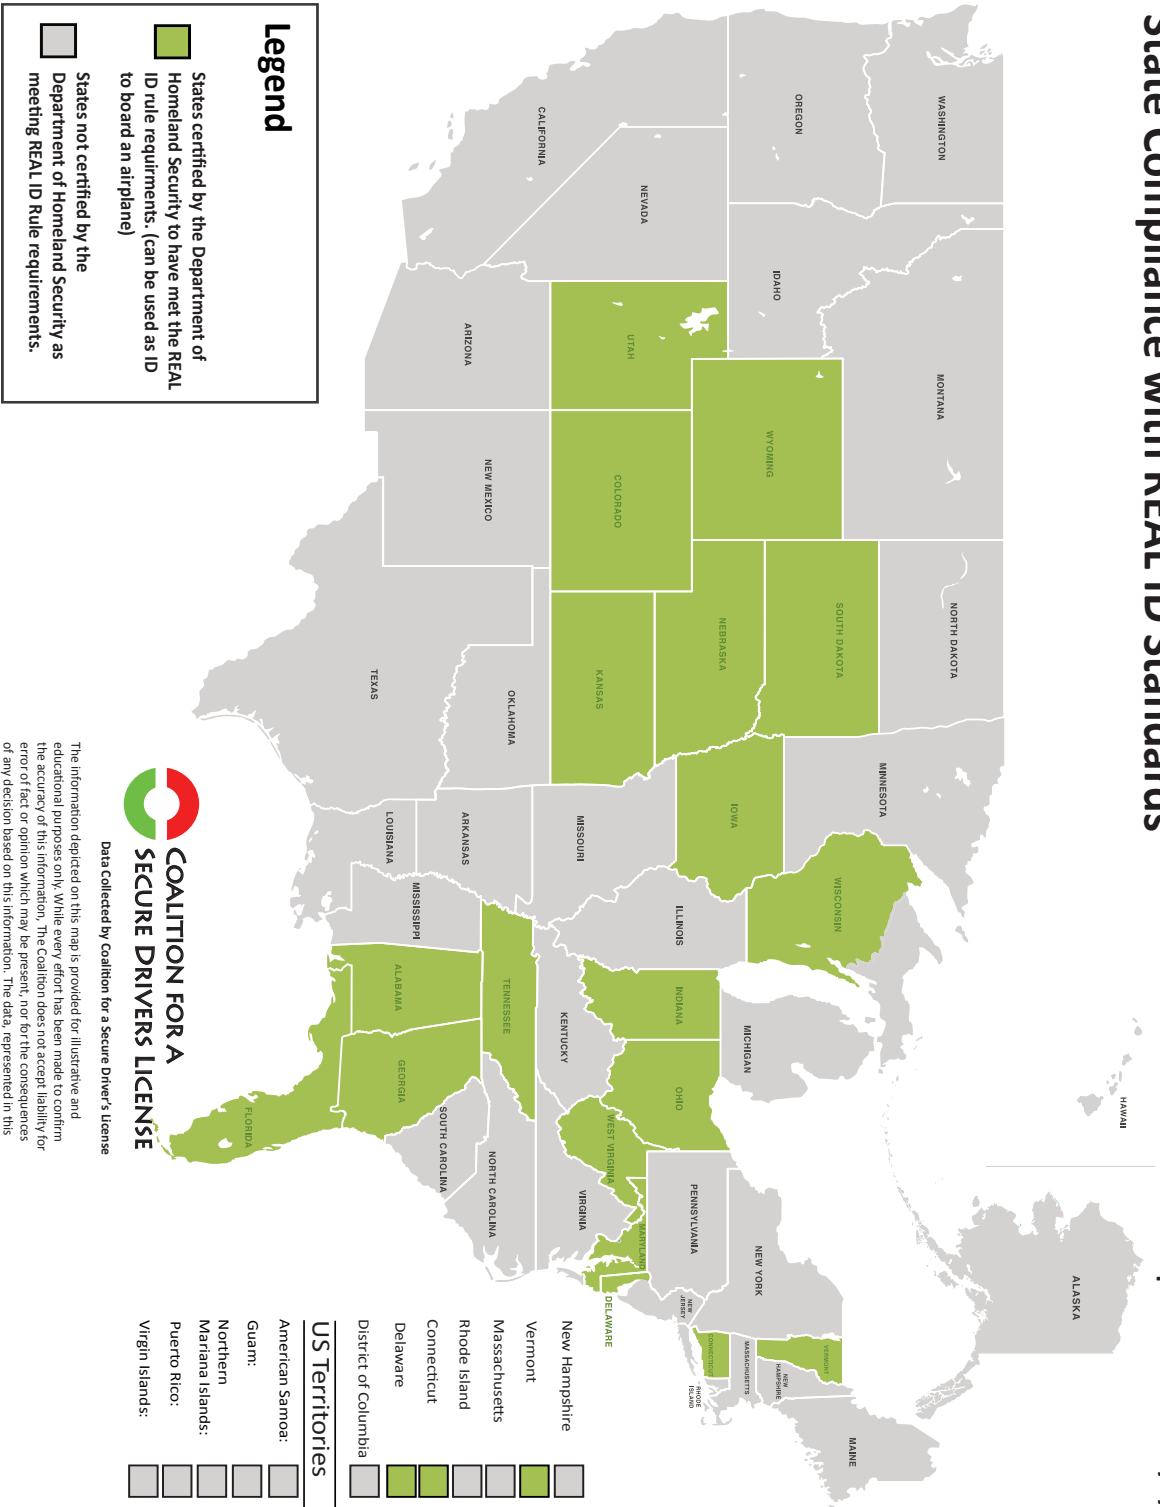 State Compliance with REAL ID Standards
WASHINGTON
OREGON
CALIFORNIA
NEVADA
IDAHO
MONTANA
UTAH
ARIZONA
WYOMING
COLORADO
NEW MEXICO
NORTH DAKOTA
SOUTH DAKOTA
NEBRASKA
KANSAS
OKLAHOMA
TEXAS
MINNESOTA
IOWA
MISSOURI
ARKANSAS
LOUISIANA
WISCONSIN
ILLINOIS
MISSISSIPPI
MICHIGAN
INDIANA
OHIO
KENTUCKY
TENNESSEE
ALABAMA
GEORGIA
FLORIDA
SOUTH CAROLINA
NORTH CAROLINA
VIRGINIA
WEST VIRGINIA
MARYLAND
DELAWARE
PENNSYLVANIA
NEW YORK
NEW
JERSEY
CONNECTICUT
RHODE
ISLAND
MASSACHUSETTS
VERMONT
NEW
HAMPSHIRE
MAINE
HAWAII
ALASKA
New Hampshire
Vermont
Massachusetts
Rhode Island
Connecticut
Delaware
District of Columbia
US Territories
American Samoa:
Guam:
Northern
Mariana Islands:
Puerto Rico:
Virgin Islands:
Legend
States certified by the Department of
Homeland Security to have met the REAL
ID rule requirments. (can be used as ID
to board an airplane)
States not certified by the
Department of Homeland Security as
meeting REAL ID Rule requirements.
COALITION FOR A
SECURE DRIVERS LICENSE
Data Collected by Coalition for a Secure Driver's License
The information depicted on this map is provided for illustrative and
educational purposes only. While every effort has been made to confirm
the accuracy of this information, The Coalition does not accept liability for
error of fact or opinion which may be present, nor for the consequences
of any decision based on this information. The data, represented in this